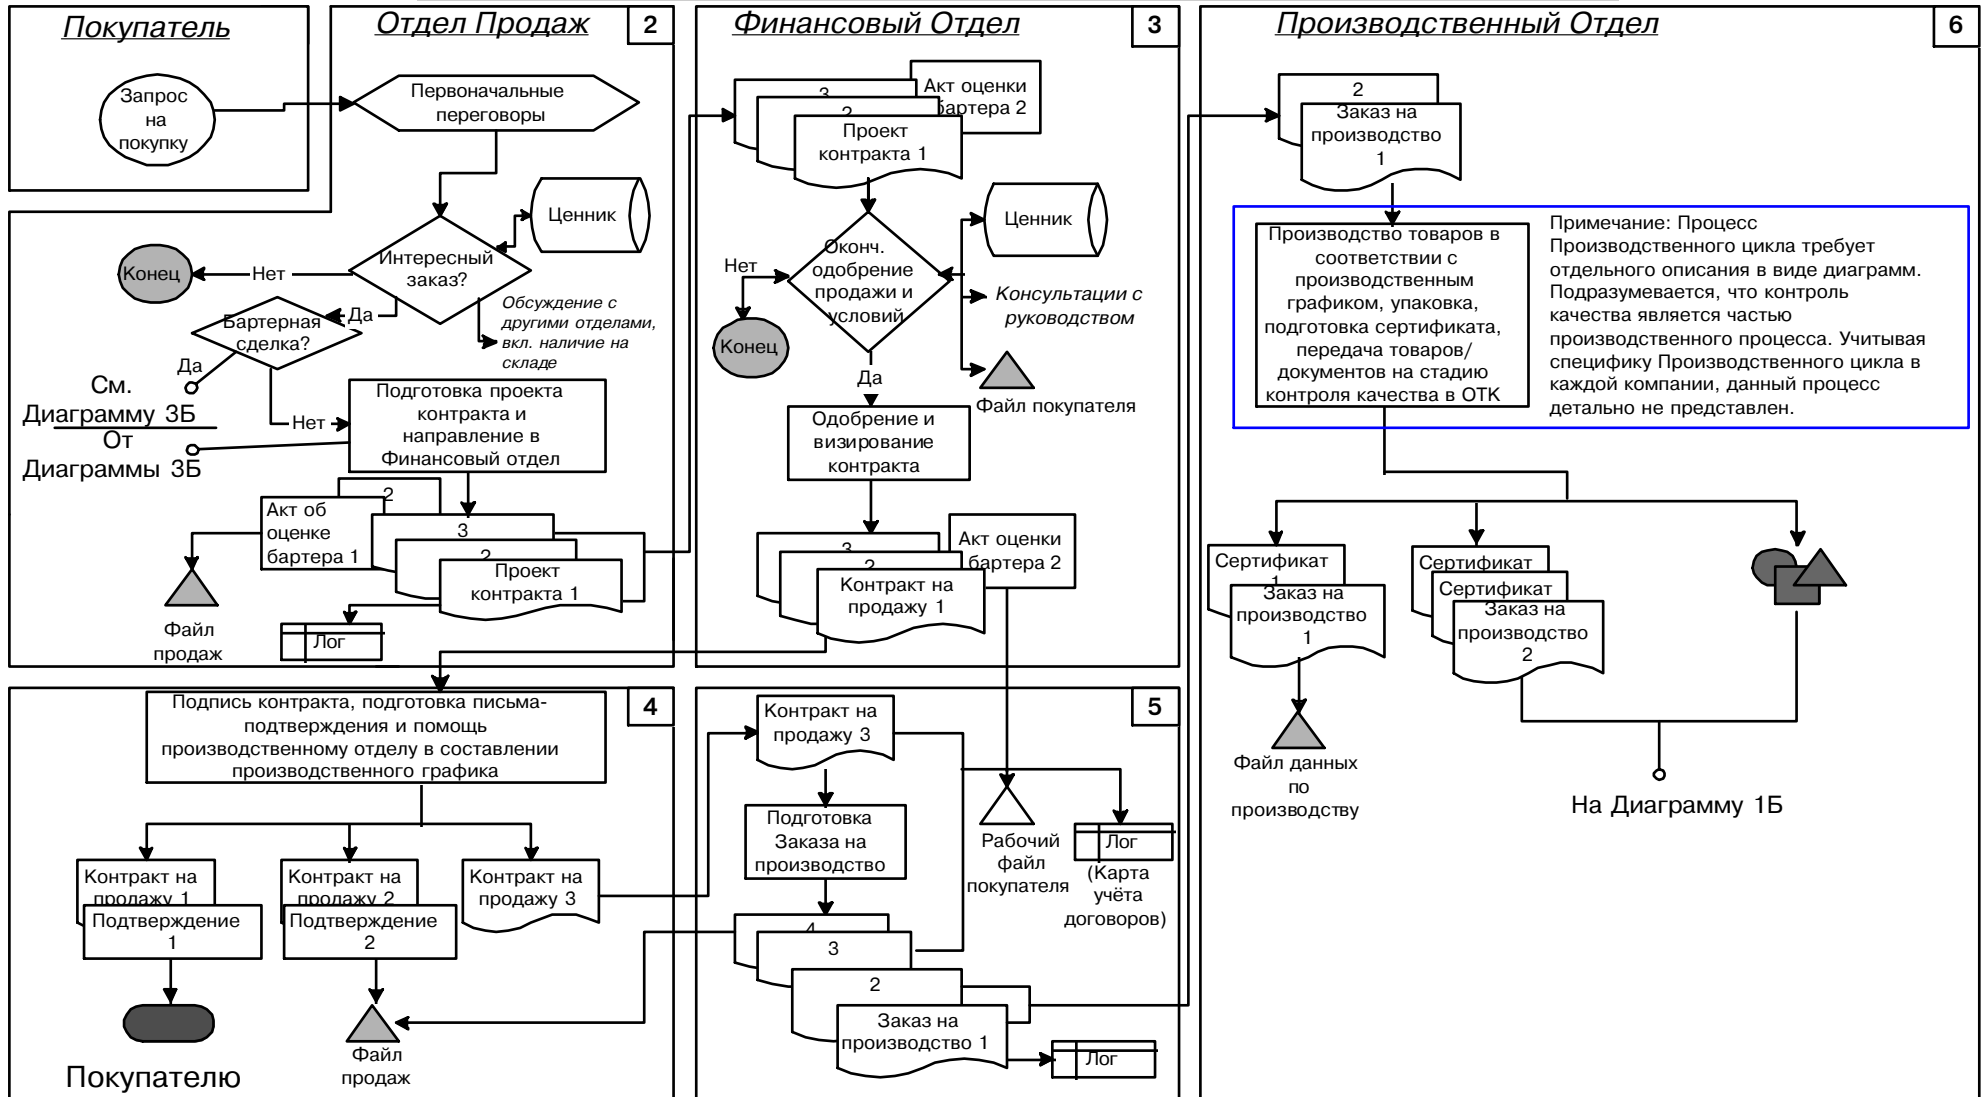 Покупатель
Запрос
на
покупку
Отдел Продаж
2
Первоначальные
переговоры
Ценник
Интересный
заказ?
Нет
Конец
Да
Обсуждение с
другими отделами,
вкл. наличие на
складе
Бартерная
сделка?
Да
См.
Диаграмму 3Б
От
Диаграммы 3Б
Нет
Подготовка проекта
контракта и
направление в
Финансовый отдел
2
Акт об
оценке
бартера 1
3
2
Проект
контракта 1
Файл
продаж
Лог
Финансовый Отдел
3
Акт оценки
бартера 2
3
2
Проект
контракта 1
Ценник
Оконч.
одобрение
продажи и
условий
Нет
Конец
Консультации с
руководством
Файл покупателя
Да
Одобрение и
визирование
контракта
Акт оценки
бартера 2
3
2
Контракт на
продажу 1
4
Подпись контракта, подготовка письма-
подтверждения и помощь
производственному отделу в составлении
производственного графика
Контракт на
продажу 1
Подтверждение
1
Контракт на
продажу 2
Подтверждение
2
Контракт на
продажу 3
Покупателю
Файл
продаж
5
Контракт на
продажу 3
Подготовка
Заказа на
производство
Рабочий
файл
покупателя
Лог
(Карта
учёта
договоров)
4
3
2
Заказ на
производство 1
Лог
Производственный Отдел
6
2
Заказ на
производство
1
Производство товаров в
соответствии с
производственным
графиком, упаковка,
подготовка сертификата,
передача товаров/
документов на стадию
контроля качества в ОТК
Примечание: Процесс
Производственного цикла требует
отдельного описания в виде диаграмм.
Подразумевается, что контроль
качества является частью
производственного процесса. Учитывая
специфику Производственного цикла в
каждой компании, данный процесс
детально не представлен.
Сертификат
1
Заказ на
производство
1
Сертификат
Сертификат
Заказ на
производство
2
Файл данных
по
производству
На Диаграмму 1Б